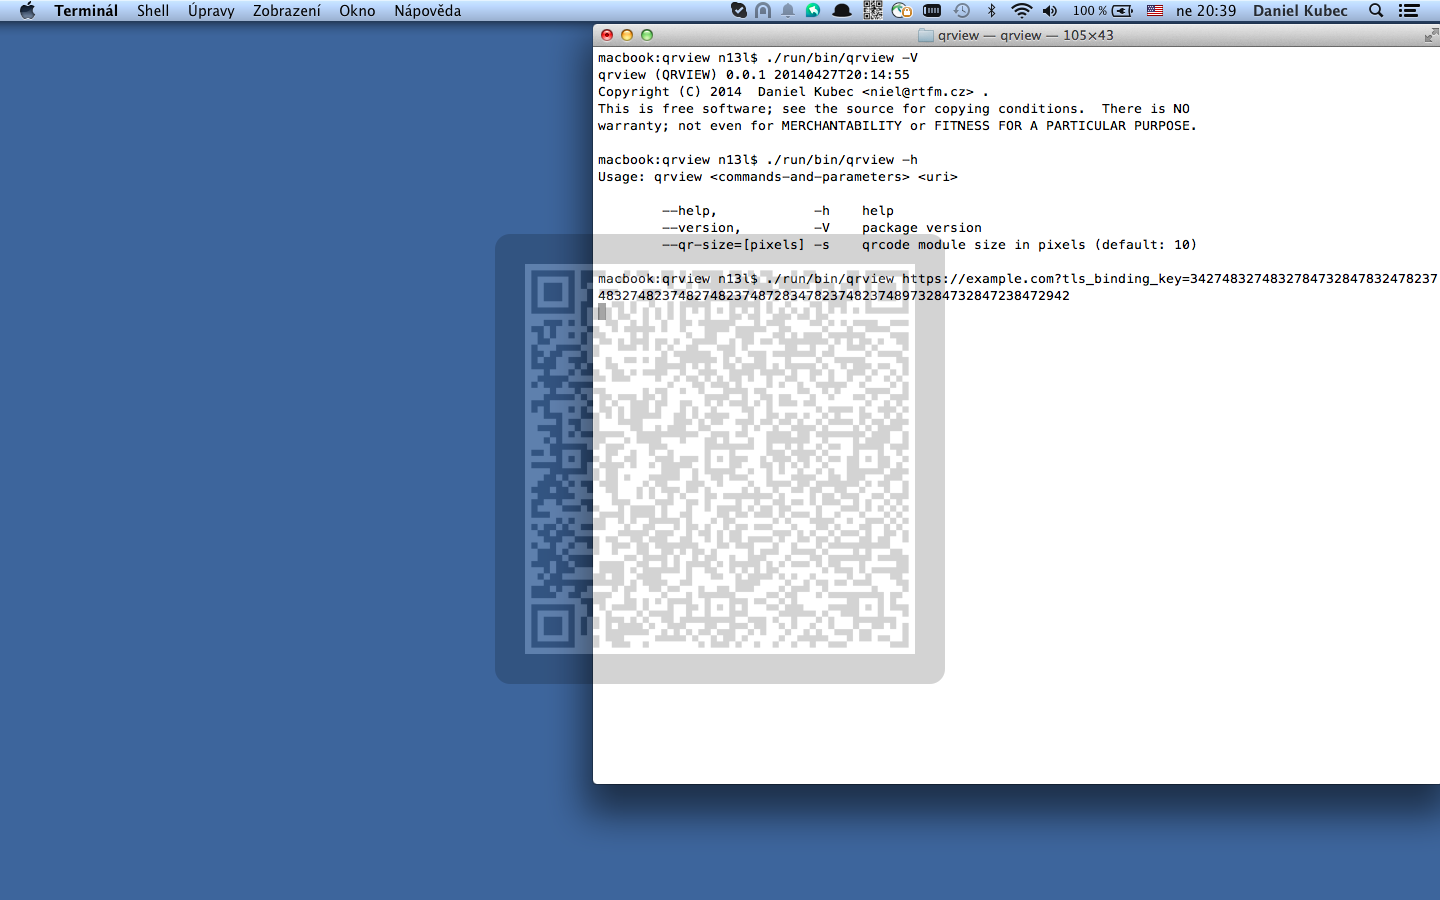 Terminál Shell Úpravy Zobrazení Okno Nápověda 100 % ne 20:39 Daniel Kubec
qrview — qrview — 105×43
macbook:qrview n13l$ ./run/bin/qrview -V
qrview (QRVIEW) 0.0.1 20140427T20:14:55
Copyright (C) 2014  Daniel Kubec <niel@rtfm.cz> .
This is free software; see the source for copying conditions.  There is NO
warranty; not even for MERCHANTABILITY or FITNESS FOR A PARTICULAR PURPOSE.
macbook:qrview n13l$ ./run/bin/qrview -h
Usage: qrview <commands-and-parameters> <uri>
--help,            -h    help
--version,         -V    package version
--qr-size=[pixels] -s    qrcode module size in pixels (default: 10)
macbook:qrview n13l$ ./run/bin/qrview https://example.com?tls_binding_key=3427483274832784732847832478237
48327482374827482374872834782374823748973284732847238472942